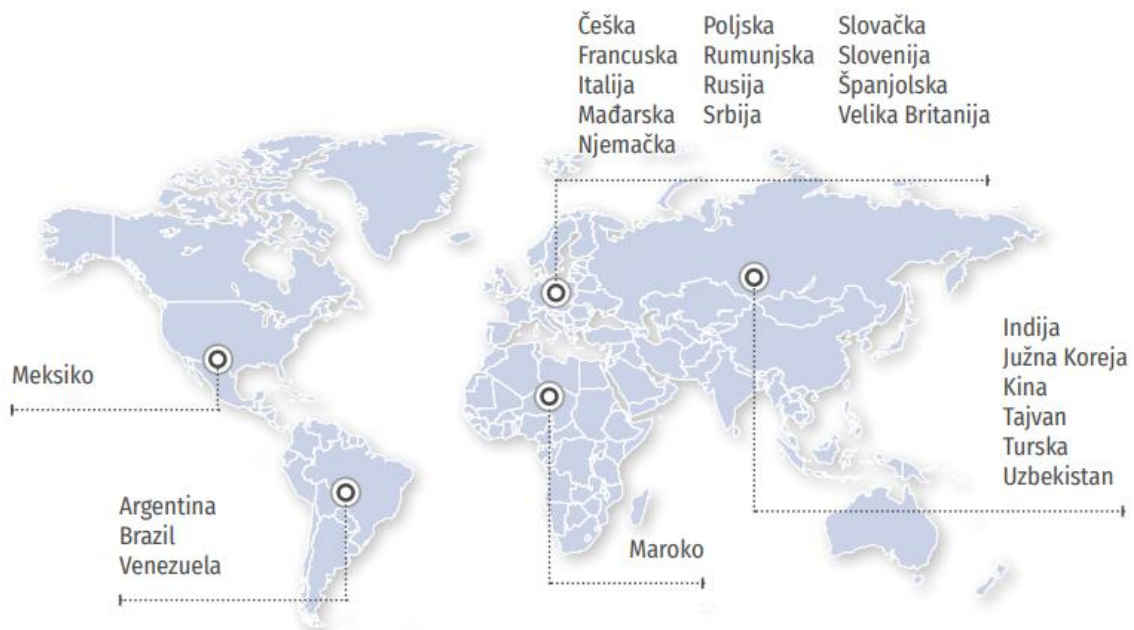 Češka
Francuska
Italija
Mađarska
Njemačka
Poljska
Rumunjska
Rusija
Srbija
Slovačka
Slovenija
Španjolska
Velika Britanija
Meksiko
Argentina
Brazil
Venezuela
Maroko
Indija
Južna Koreja
Kina
Tajvan
Turska
Uzbekistan